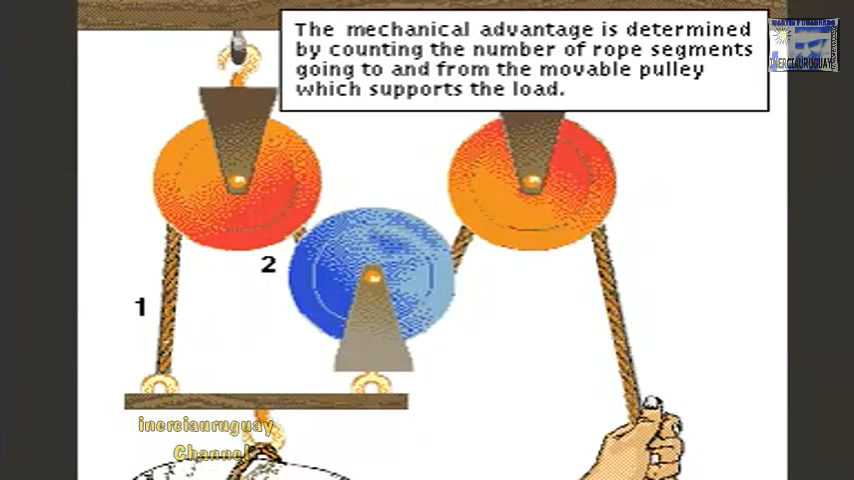 The mechanical advantage is determined
by counting the number of rope segments
going to and from the movable pulley
which supports the load.
INERCIAURUGUAY
2
1
inerciauruguay
Channel